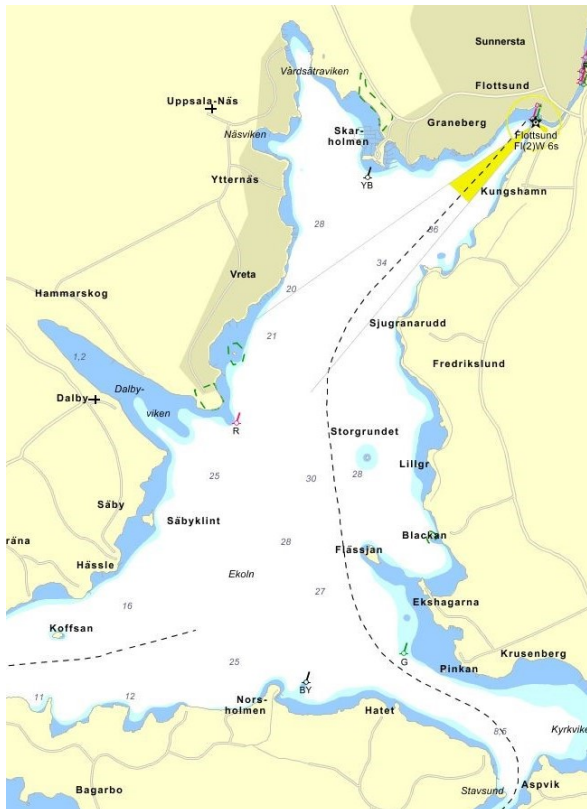 Sunnersta
Vårdsätraviken
Flottsund
Uppsala-Näs
Graneberg
Näsviken
Skar-
holmen
Flottsund
Fl(2)W 6s
YB
Ytternäs
Kungshamn
28
36
34
Vreta
20
Hammarskog
Sjugranarudd
21
1,2
Fredrikslund
Dalby-
viken
Dalby
R
Storgrundet
Lillgr
25
30
28
Säby
Säbyklint
Blackan
28
Flässjan
räna
Hässle
Ekoln
27
Ekshagarna
16
Koffsan
Krusenberg
G
25
Pinkan
BY
11
12
Nors-
holmen
Hatet
Kyrkvike
8,6
Aspvik
Stavsund
Bagarbo